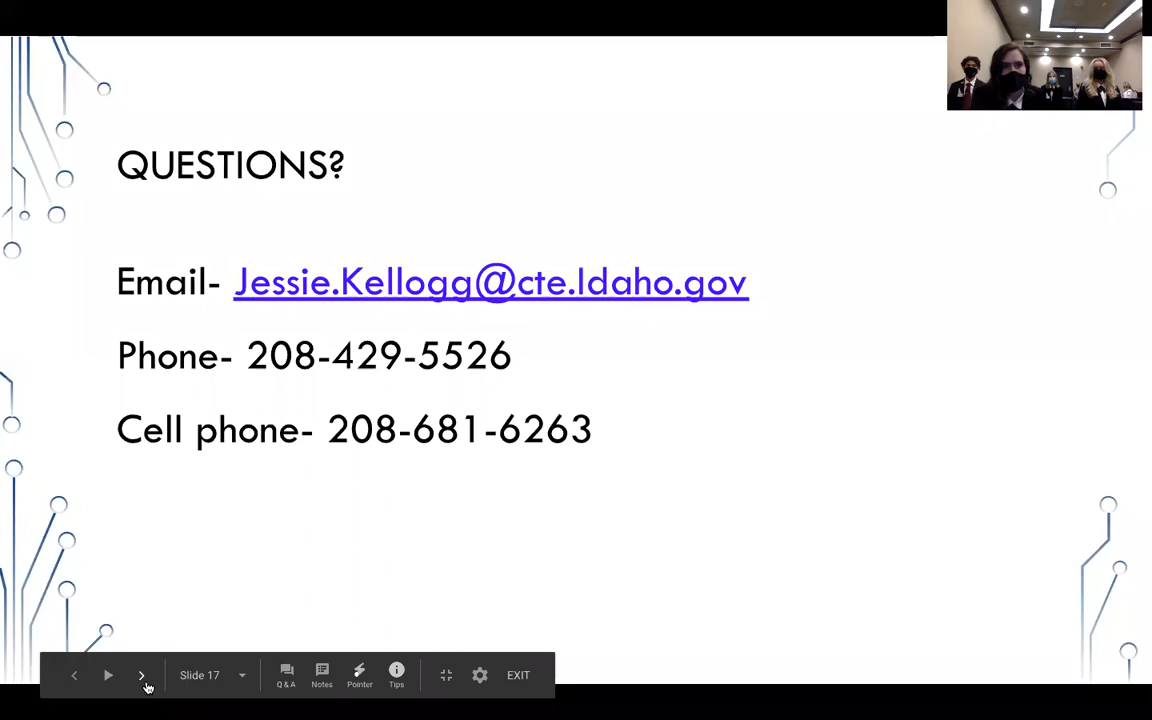 QUESTIONS?
Email- Jessie.Kellogg@cte.Idaho.gov
Phone- 208-429-5526
Cell phone- 208-681-6263
Slide 17
Q & A
Notes
Pointer
Tips
EXIT